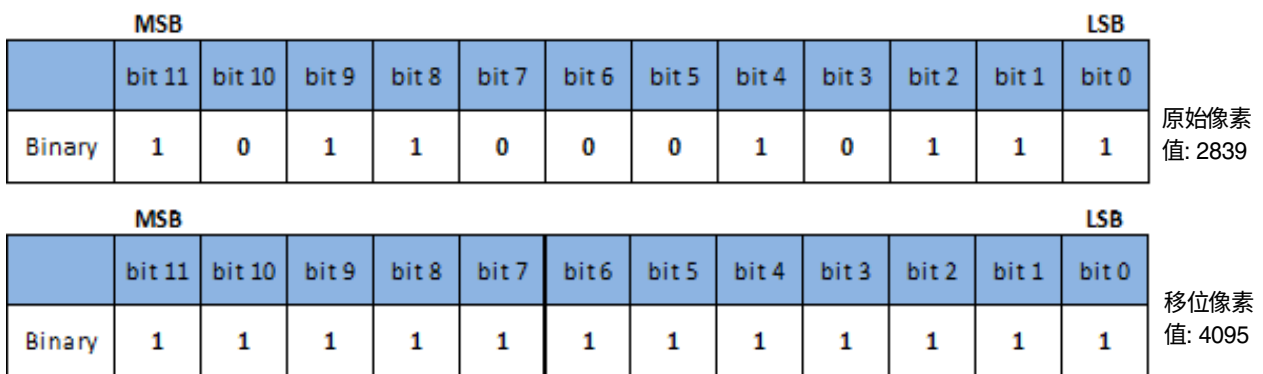 MSB LSB
bit 11 bit 10 bit 9 bit 8 bit 7 bit 6 bit 5 bit 4 bit 3 bit 2 bit 1 bit 0
Binary 1 0 1 1 0 0 0 1 0 1 1 1
原始像素
值: 2839
MSB LSB
bit 11 bit 10 bit 9 bit 8 bit 7 bit 6 bit 5 bit 4 bit 3 bit 2 bit 1 bit 0
Binary 1 1 1 1 1 1 1 1 1 1 1 1
移位像素
值: 4095